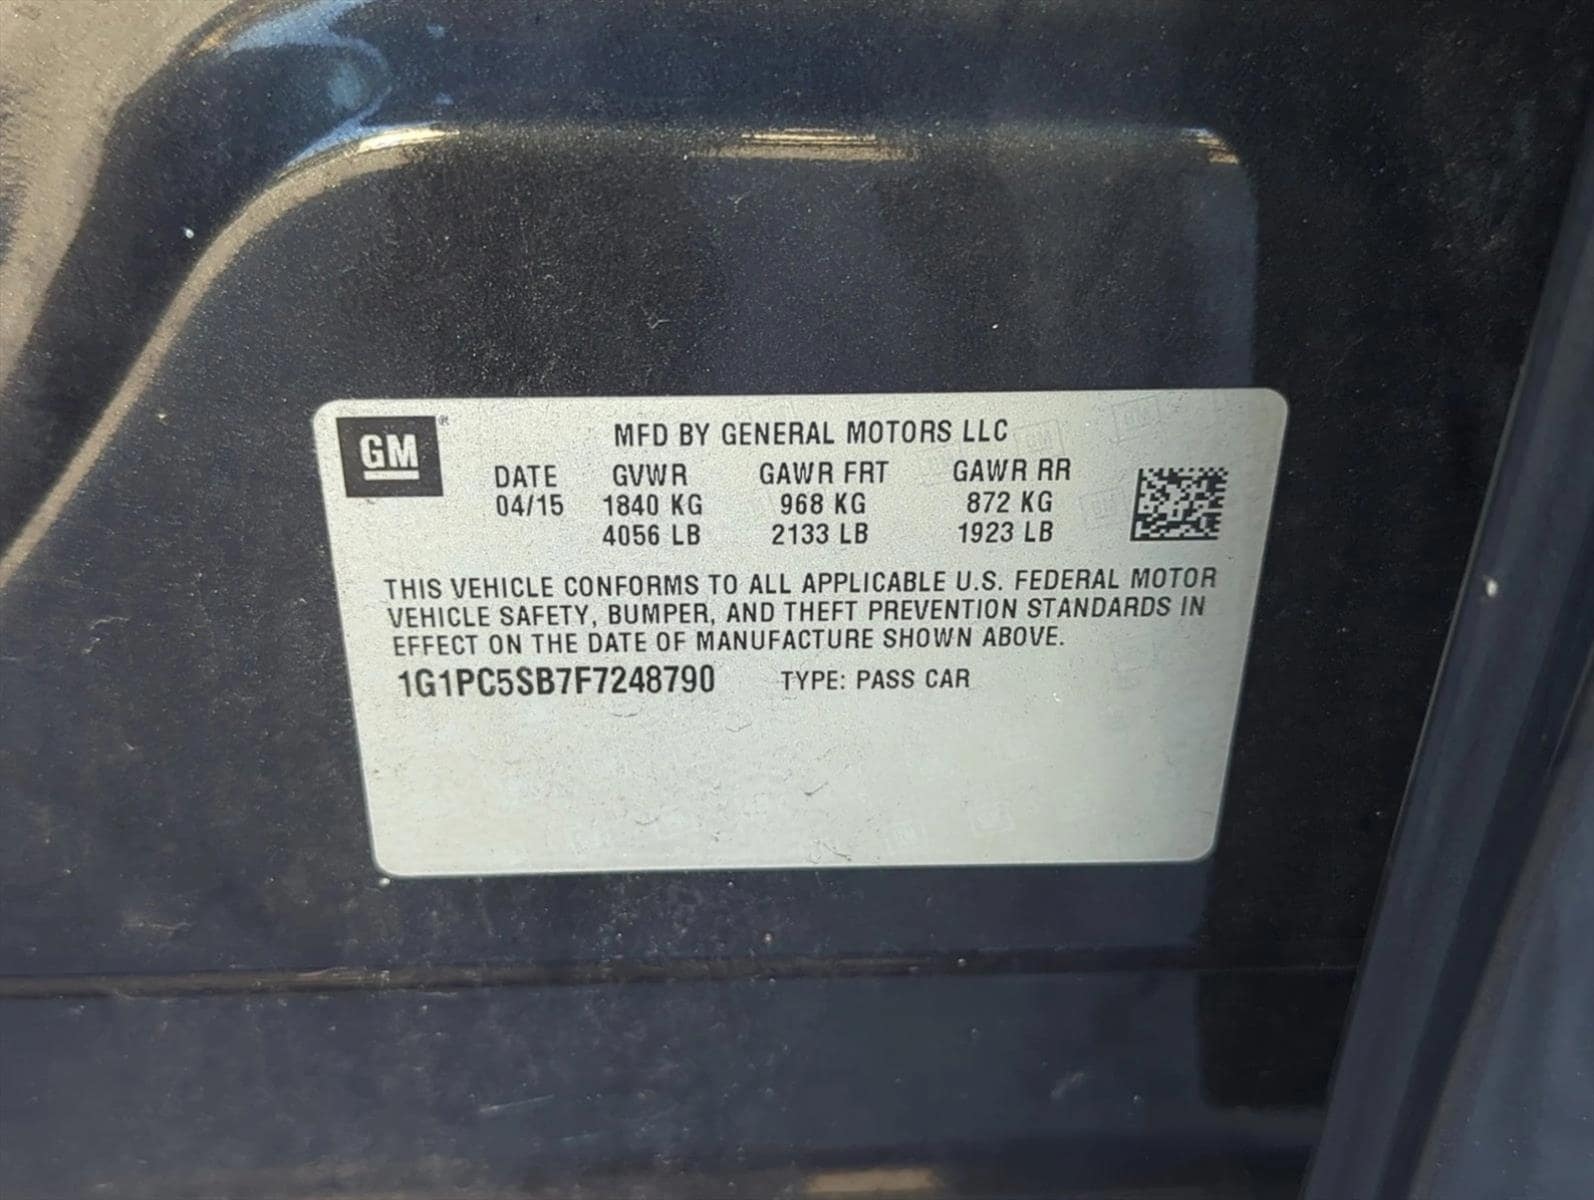 GM®
MFD BY GENERAL MOTORS LLC
DATE GVWR GAWR FRT GAWR RR
04/15 1840 KG 968 KG 872 KG
4056 LB 2133 LB 1923 LB
THIS VEHICLE CONFORMS TO ALL APPLICABLE U.S. FEDERAL MOTOR
VEHICLE SAFETY, BUMPER, AND THEFT PREVENTION STANDARDS IN
EFFECT ON THE DATE OF MANUFACTURE SHOWN ABOVE.
1G1PC5SB7F7248790 TYPE: PASS CAR